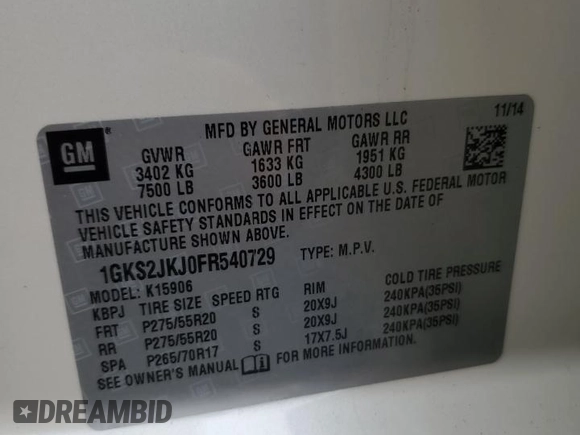 GM
MFD BY GENERAL MOTORS LLC
11/14
GVWR GAWR FRT GAWR RR
3402 KG 1633 KG 1951 KG
7500 LB 3600 LB 4300 LB
THIS VEHICLE CONFORMS TO ALL APPLICABLE U.S. FEDERAL MOTOR
VEHICLE SAFETY STANDARDS IN EFFECT ON THE DATE OF
MANUFACTURE SHOWN ABOVE.
1GKS2JKJ0FR540729 TYPE: M.P.V.
MODEL: K15906
KBPJ TIRE SIZE SPEED RTG RIM COLD TIRE PRESSURE
FRT P275/55R20 S 20X9J 240KPA(35PSI)
RR P275/55R20 S 20X9J 240KPA(35PSI)
SPA P265/70R17 S 17X7.5J 240KPA(35PSI)
SEE OWNER'S MANUAL FOR MORE INFORMATION.
DREAMBID